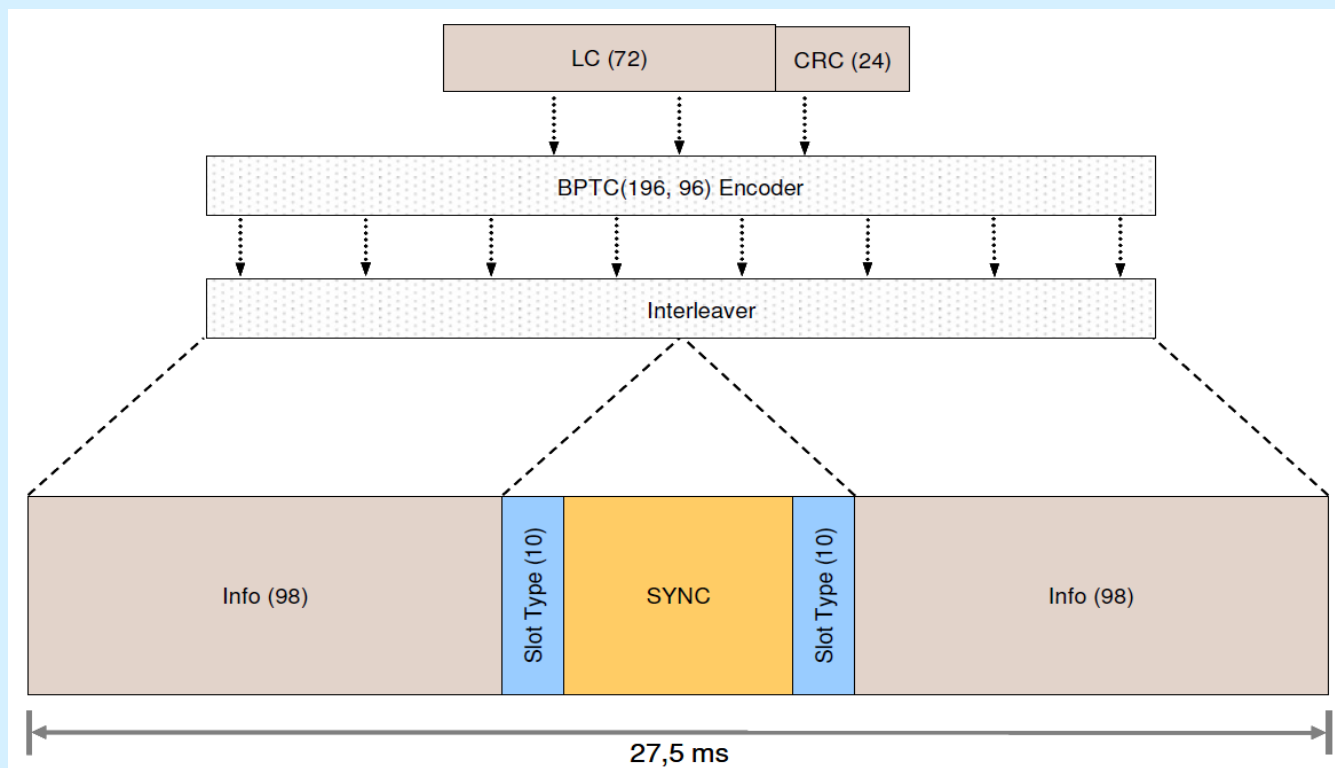 LC (72)
CRC (24)
BPTC(196, 96) Encoder
Interleaver
Info (98)
Slot Type (10)
SYNC
Slot Type (10)
Info (98)
27,5 ms